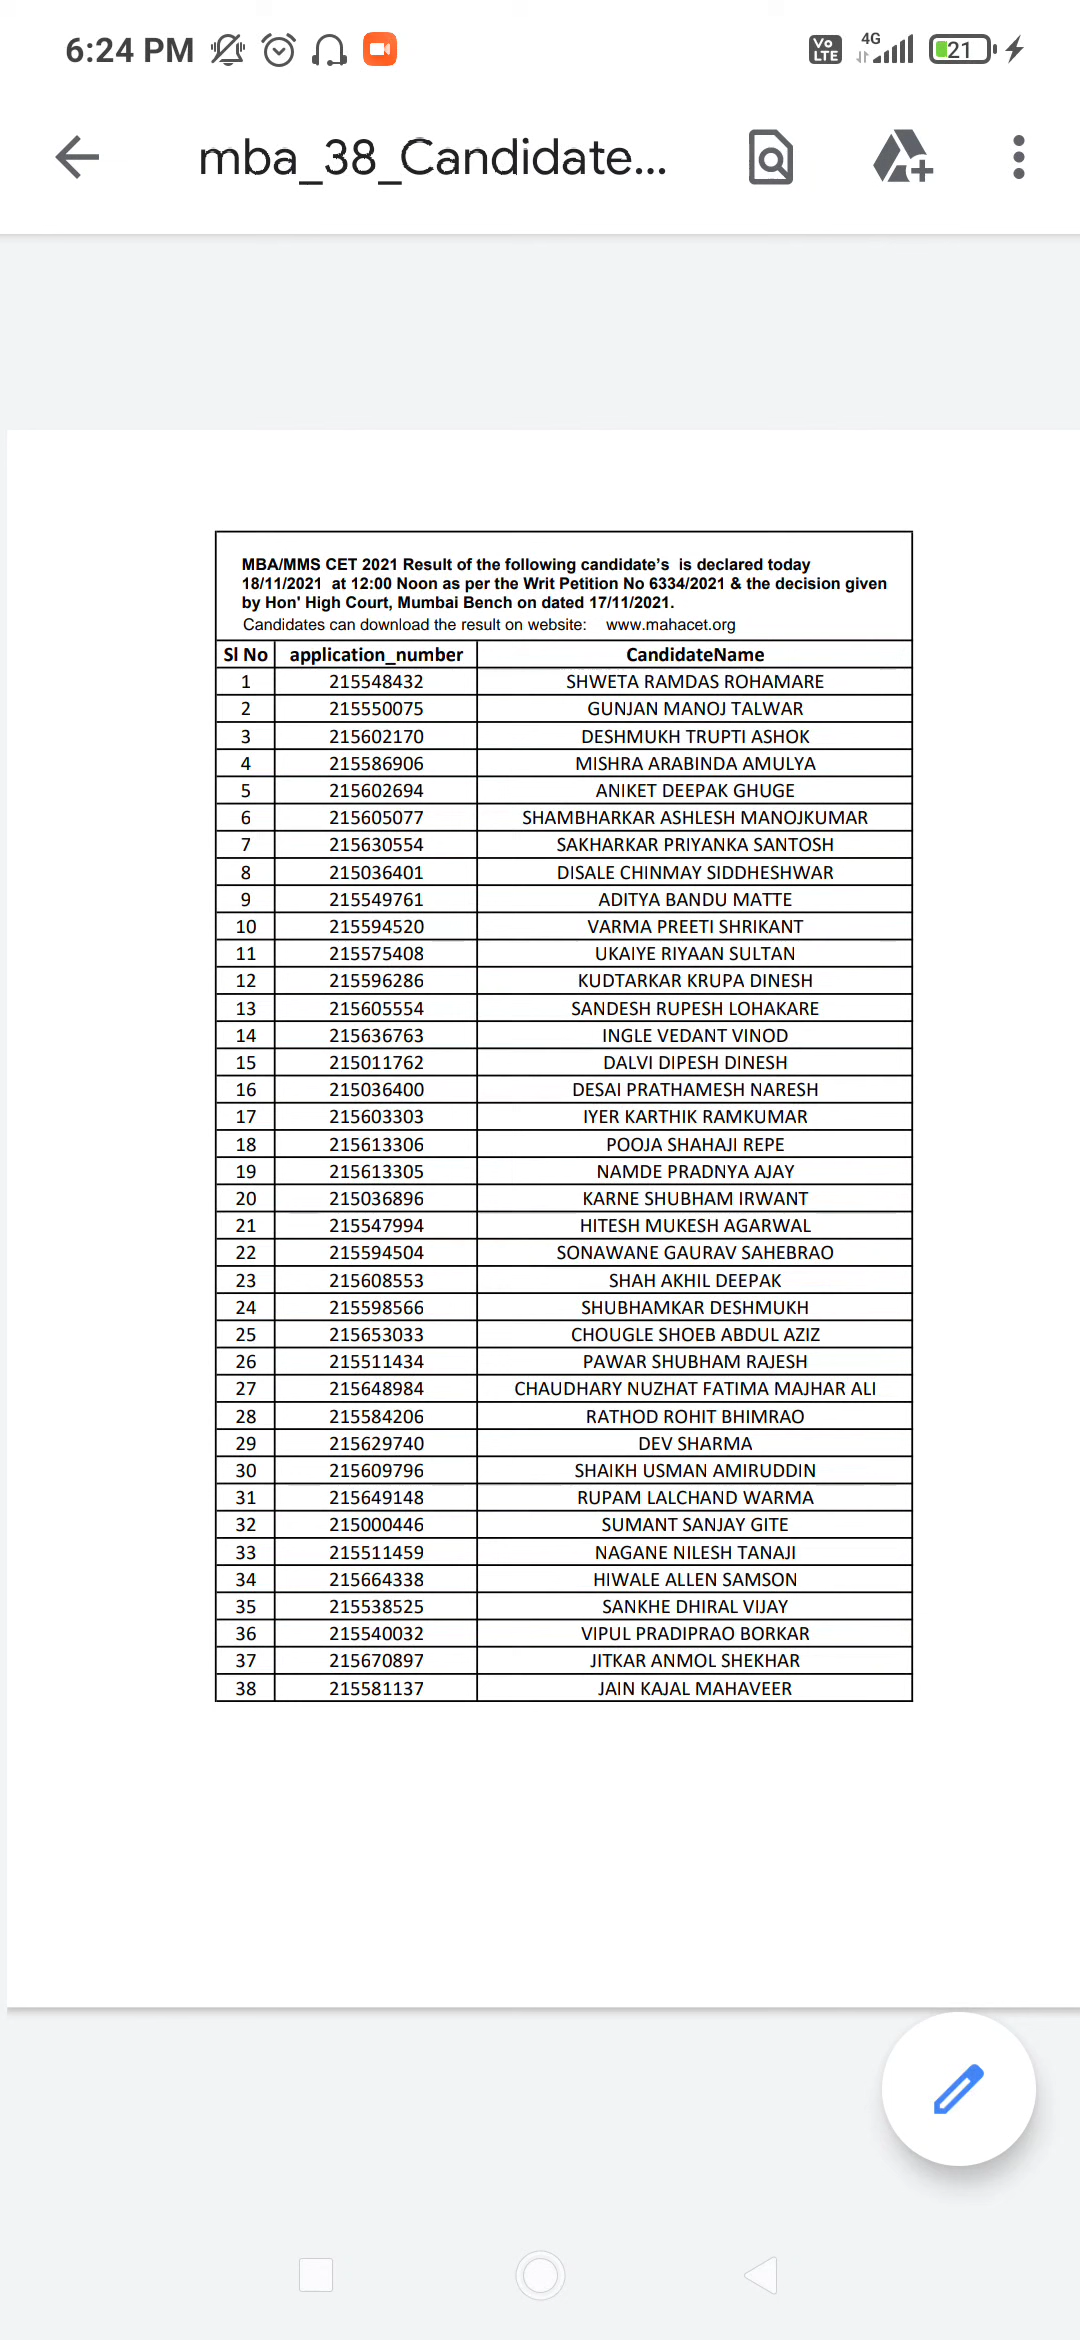 6:24 PM
Vo LTE 4G 21
mba_38_Candidate...
MBA/MMS CET 2021 Result of the following candidate's is declared today
18/11/2021 at 12:00 Noon as per the Writ Petition No 6334/2021 & the decision given
by Hon' High Court, Mumbai Bench on dated 17/11/2021.
Candidates can download the result on website: www.mahacet.org
Sl No application_number CandidateName
1 215548432 SHWETA RAMDAS ROHAMARE
2 215550075 GUNJAN MANOJ TALWAR
3 215602170 DESHMUKH TRUPTI ASHOK
4 215586906 MISHRA ARABINDA AMULYA
5 215602694 ANIKET DEEPAK GHUGE
6 215605077 SHAMBHARKAR ASHLESH MANOJKUMAR
7 215630554 SAKHARKAR PRIYANKA SANTOSH
8 215036401 DISALE CHINMAY SIDDHESHWAR
9 215549761 ADITYA BANDU MATTE
10 215594520 VARMA PREETI SHRIKANT
11 215575408 UKAIYE RIYAAN SULTAN
12 215596286 KUDTARKAR KRUPA DINESH
13 215605554 SANDESH RUPESH LOHAKARE
14 215636763 INGLE VEDANT VINOD
15 215011762 DALVI DIPESH DINESH
16 215036400 DESAI PRATHAMESH NARESH
17 215603303 IYER KARTHIK RAMKUMAR
18 215613306 POOJA SHAHAJI REPE
19 215613305 NAMDE PRADNYA AJAY
20 215036896 KARNE SHUBHAM IRWANT
21 215547994 HITESH MUKESH AGARWAL
22 215594504 SONAWANE GAURAV SAHEBRAO
23 215608553 SHAH AKHIL DEEPAK
24 215598566 SHUBHAMKAR DESHMUKH
25 215653033 CHOUGLE SHOEB ABDUL AZIZ
26 215511434 PAWAR SHUBHAM RAJESH
27 215648984 CHAUDHARY NUZHAT FATIMA MAJHAR ALI
28 215584206 RATHOD ROHIT BHIMRAO
29 215629740 DEV SHARMA
30 215609796 SHAIKH USMAN AMIRUDDIN
31 215649148 RUPAM LALCHAND WARMA
32 215000446 SUMANT SANJAY GITE
33 215511459 NAGANE NILESH TANAJI
34 215664338 HIWALE ALLEN SAMSON
35 215538525 SANKHE DHIRAL VIJAY
36 215540032 VIPUL PRADIPRAO BORKAR
37 215670897 JITKAR ANMOL SHEKHAR
38 215581137 JAIN KAJAL MAHAVEER